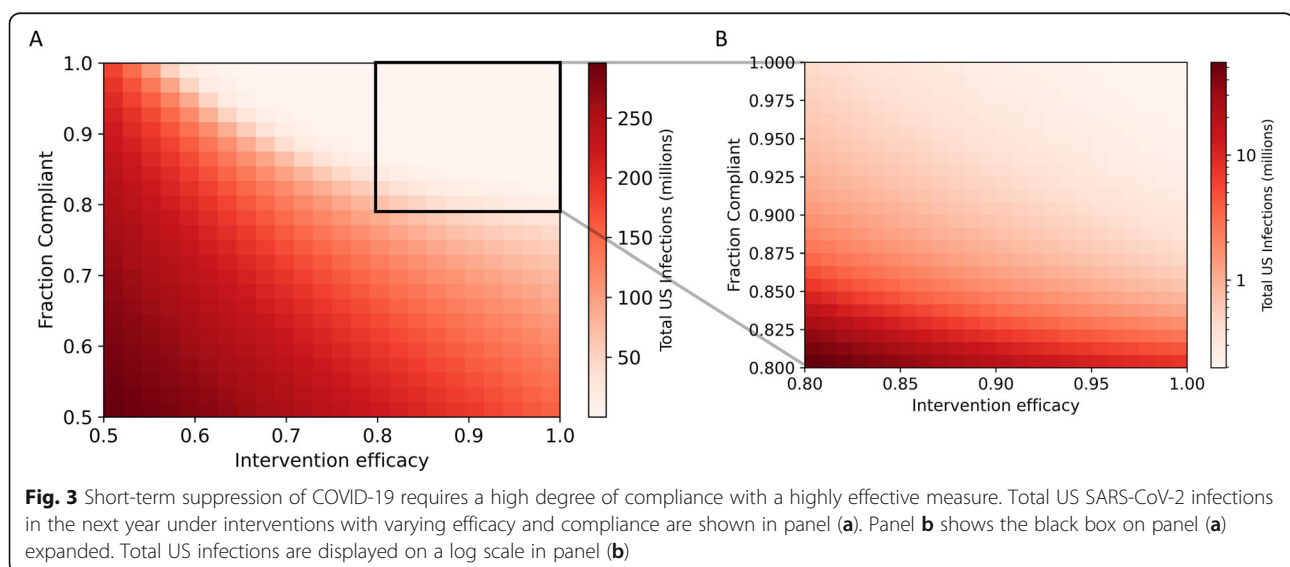 A
B
1.0
0.9
0.8
0.7
0.6
0.5
Fraction Compliant
0.5 0.6 0.7 0.8 0.9 1.0
Intervention efficacy
250
200
150
100
50
Total US Infections (millions)
1.000
0.975
0.950
0.925
0.900
0.875
0.850
0.825
0.800
Fraction Compliant
0.80 0.85 0.90 0.95 1.00
Intervention efficacy
10
1
Total US Infections (millions)
Fig. 3 Short-term suppression of COVID-19 requires a high degree of compliance with a highly effective measure. Total US SARS-CoV-2 infections
in the next year under interventions with varying efficacy and compliance are shown in panel (a). Panel b shows the black box on panel (a)
expanded. Total US infections are displayed on a log scale in panel (b)